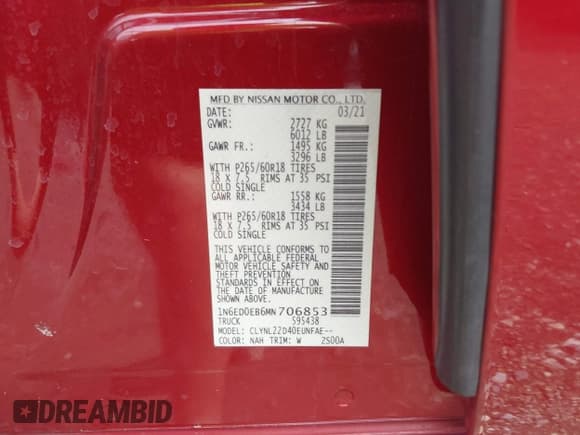 MFD BY NISSAN MOTOR CO., LTD.
DATE: 03/21
GVWR: 2727 KG
6012 LB
GAWR FR.: 1495 KG
3296 LB
WITH P265/60R18 TIRES
18 X 7.5 RIMS AT 35 PSI
COLD SINGLE
GAWR RR.: 1558 KG
3434 LB
WITH P265/60R18 TIRES
18 X 7.5 RIMS AT 35 PSI
COLD SINGLE
THIS VEHICLE CONFORMS TO
ALL APPLICABLE FEDERAL
MOTOR VEHICLE SAFETY AND
THEFT PREVENTION
STANDARDS IN EFFECT ON
THE DATE OF MANUFACTURE
SHOWN ABOVE.
1N6ED0EB6MN706853
TRUCK 595438
MODEL: CLYNL22D40EUNFAE--
COLOR: NAH TRIM: W 2S00A
DREAMBID